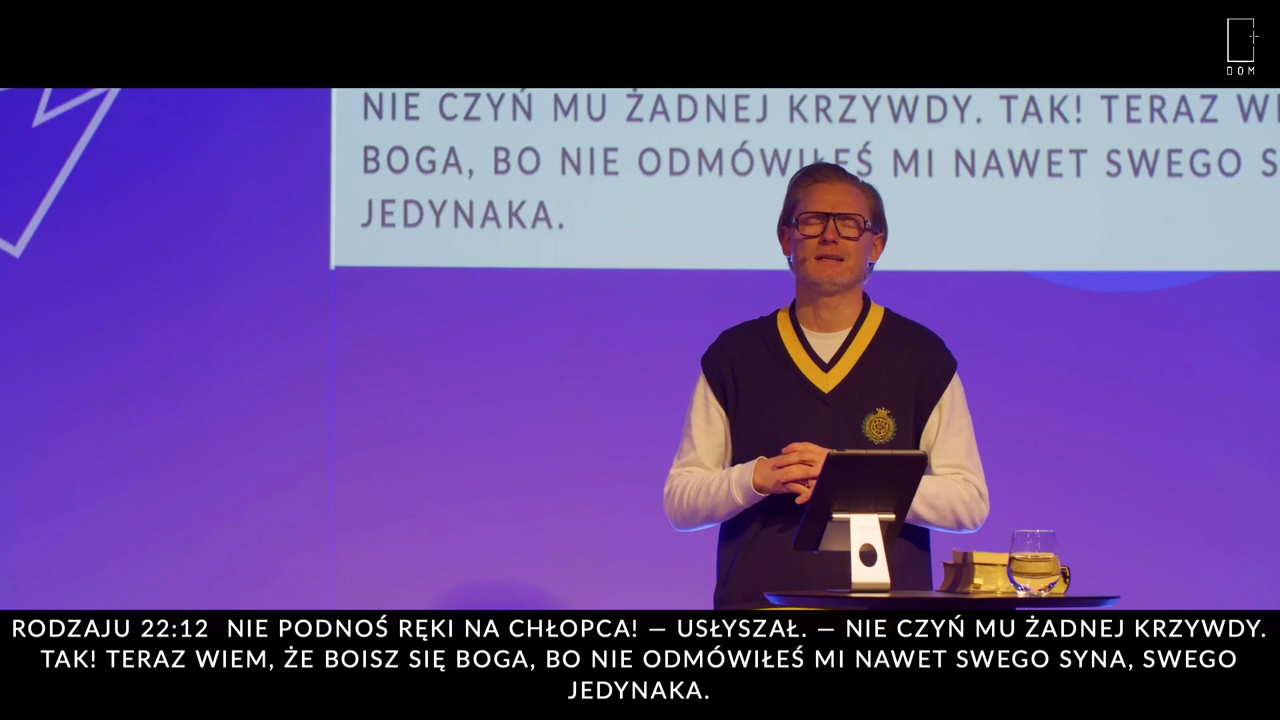 DOM
NIE CZYŃ MU ŻADNEJ KRZYWDY. TAK! TERAZ
BOGA, BO NIE ODMÓWIŁEŚ MI NAWET SWEGO
JEDYNAKA.
RODZAJU 22:12 NIE PODNOŚ RĘKI NA CHŁOPCA! — USŁYSZAŁ. — NIE CZYŃ MU ŻADNEJ KRZYWDY.
TAK! TERAZ WIEM, ŻE BOISZ SIĘ BOGA, BO NIE ODMÓWIŁEŚ MI NAWET SWEGO SYNA, SWEGO
JEDYNAKA.